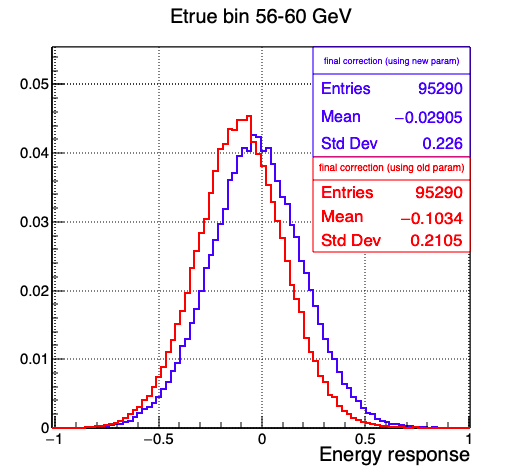 Etrue bin 56-60 GeV
final correction (using new param)
Entries 95290
Mean −0.02905
Std Dev 0.226
final correction (using old param)
Entries 95290
Mean −0.1034
Std Dev 0.2105
0.05
0.04
0.03
0.02
0.01
0
−1 −0.5 0 0.5 1
Energy response